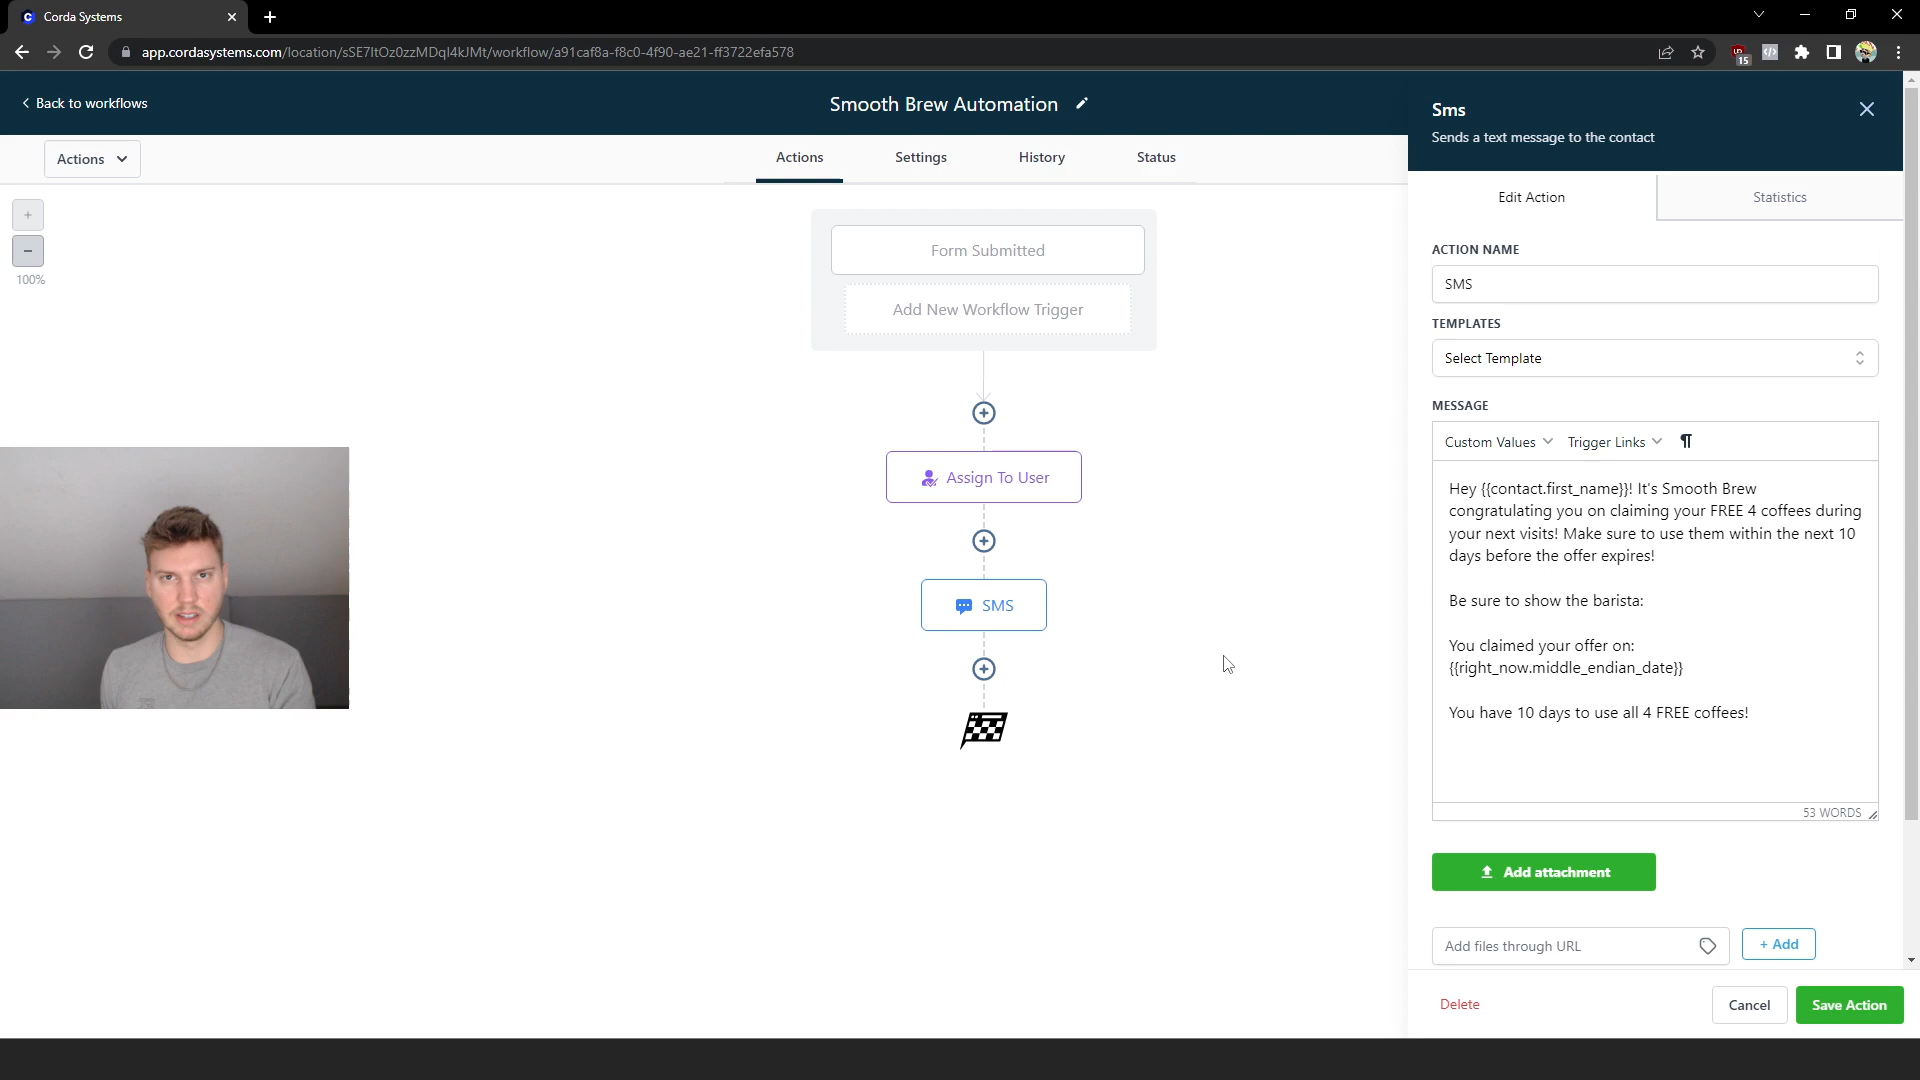 Corda Systems
app.cordasystems.com/location/sSE7ltOz0zzMDql4kJMt/workflow/a91caf8a-f8c0-4f90-ae21-ff3722efa578
15
Back to workflows
Smooth Brew Automation
Actions
Actions
Settings
History
Status
+
−
100%
Form Submitted
Add New Workflow Trigger
Assign To User
SMS
Sms
Sends a text message to the contact
Edit Action
Statistics
ACTION NAME
SMS
TEMPLATES
Select Template
MESSAGE
Custom Values
Trigger Links
Hey {{contact.first_name}}! It's Smooth Brew
congratulating you on claiming your FREE 4 coffees during
your next visits! Make sure to use them within the next 10
days before the offer expires!
Be sure to show the barista:
You claimed your offer on:
{{right_now.middle_endian_date}}
You have 10 days to use all 4 FREE coffees!
53 WORDS
Add attachment
Add files through URL
+ Add
Delete
Cancel
Save Action